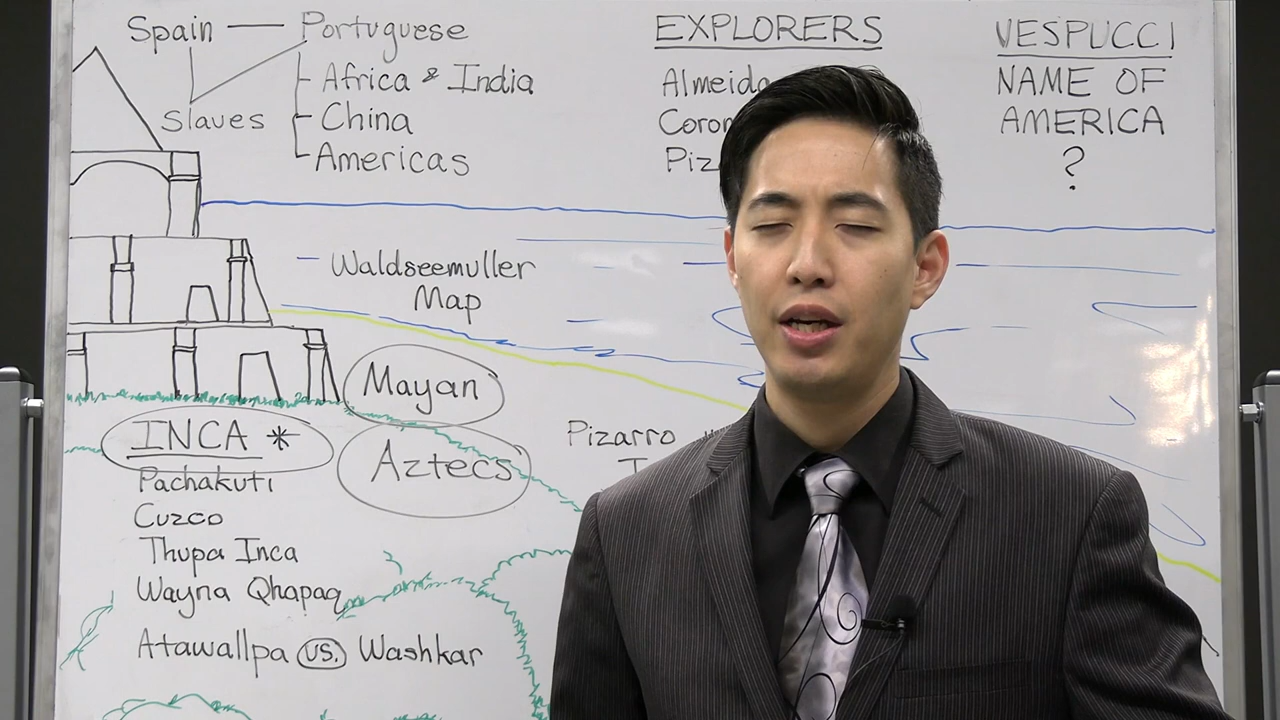 Spain — Portuguese
Slaves
Africa & India
China
Americas
EXPLORERS
Almeida
VESPUCCI
NAME OF
AMERICA
?
Waldseemuller
Map
Mayan
Aztecs
INCA *
Pachakuti
Cuzco
Thupa Inca
Wayna Qhapaq
Atawallpa VS. Washkar
Pizarro